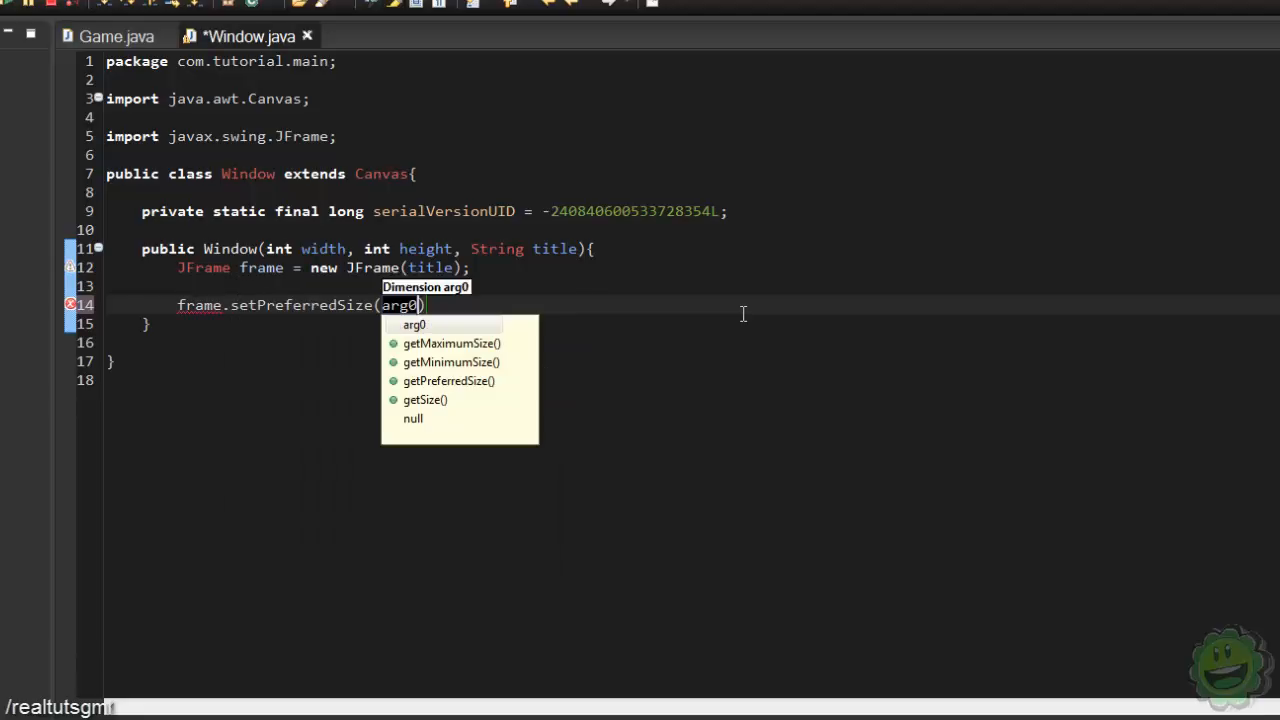 Game.java *Window.java
1 package com.tutorial.main;
2
3 import java.awt.Canvas;
4
5 import javax.swing.JFrame;
6
7 public class Window extends Canvas{
8
9 private static final long serialVersionUID = -240840600533728354L;
10
11 public Window(int width, int height, String title){
12 JFrame frame = new JFrame(title);
13 Dimension arg0
14 frame.setPreferredSize(arg0)
15 }
arg0
16 getMaximumSize()
17 } getMinimumSize()
18 getPreferredSize()
getSize()
null
/realtutsgm